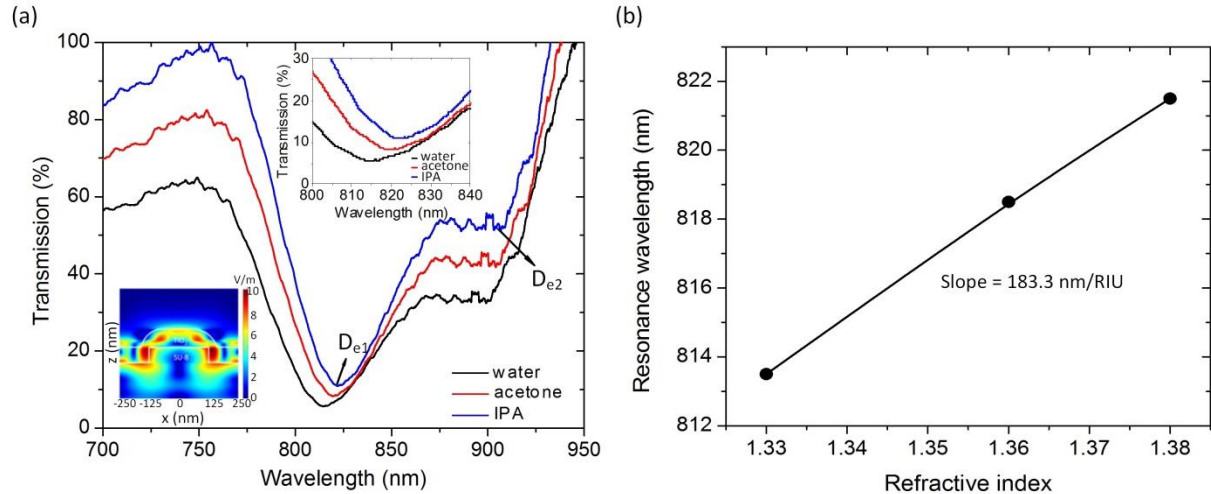 (a)
100
80
60
40
20
0
Transmission (%)
700 750 800 850 900 950
Wavelength (nm)
30
20
10
0
Transmission (%)
800 810 820 830 840
Wavelength (nm)
water
acetone
IPA
De1
De2
V/m
10
8
6
4
2
0
z (nm)
SU-8
-250 -125 0 125 250
x (nm)
water
acetone
IPA
(b)
822
820
818
816
814
812
Resonance wavelength (nm)
Slope = 183.3 nm/RIU
1.33 1.34 1.35 1.36 1.37 1.38
Refractive index